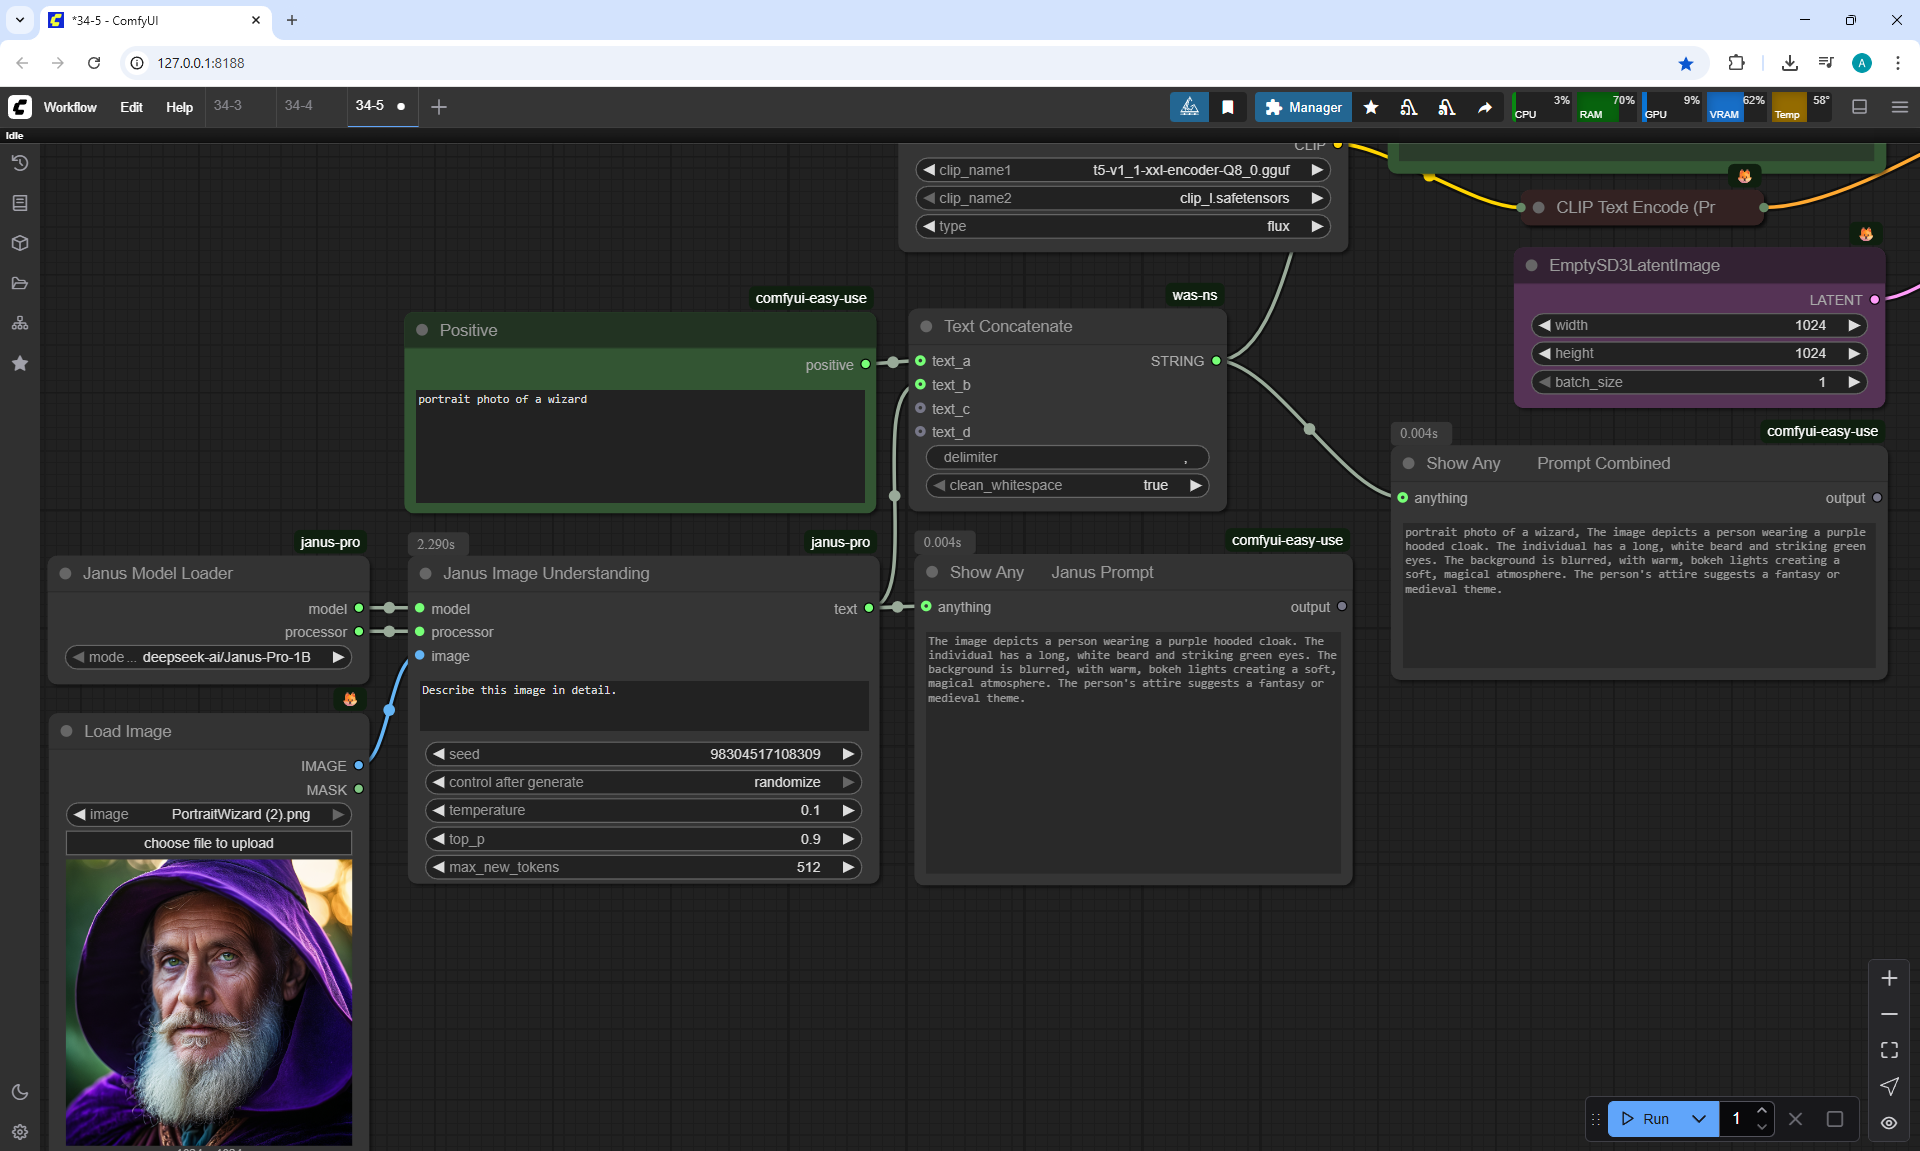 *34-5 - ComfyUI
127.0.0.1:8188
Workflow Edit Help 34-3 34-4 34-5
Manager
3% CPU
70% RAM
9% GPU
62% VRAM
58° Temp
Idle
CLIP
clip_name1 t5-v1_1-xxl-encoder-Q8_0.gguf
clip_name2 clip_l.safetensors
type flux
CLIP Text Encode (Pr
EmptySD3LatentImage
LATENT
width 1024
height 1024
batch_size 1
comfyui-easy-use
Positive
positive
portrait photo of a wizard
was-ns
Text Concatenate
text_a STRING
text_b
text_c
text_d
delimiter ,
clean_whitespace true
0.004s comfyui-easy-use
Show Any Prompt Combined
anything output
portrait photo of a wizard, The image depicts a person wearing a purple
hooded cloak. The individual has a long, white beard and striking green
eyes. The background is blurred, with warm, bokeh lights creating a
soft, magical atmosphere. The person's attire suggests a fantasy or
medieval theme.
janus-pro
Janus Model Loader
model
processor
mode... deepseek-ai/Janus-Pro-1B
2.290s janus-pro
Janus Image Understanding
model text
processor
image
Describe this image in detail.
seed 98304517108309
control after generate randomize
temperature 0.1
top_p 0.9
max_new_tokens 512
0.004s comfyui-easy-use
Show Any Janus Prompt
anything output
The image depicts a person wearing a purple hooded cloak. The
individual has a long, white beard and striking green eyes. The
background is blurred, with warm, bokeh lights creating a soft,
magical atmosphere. The person's attire suggests a fantasy or
medieval theme.
Load Image
IMAGE
MASK
image PortraitWizard (2).png
choose file to upload
Run 1
A